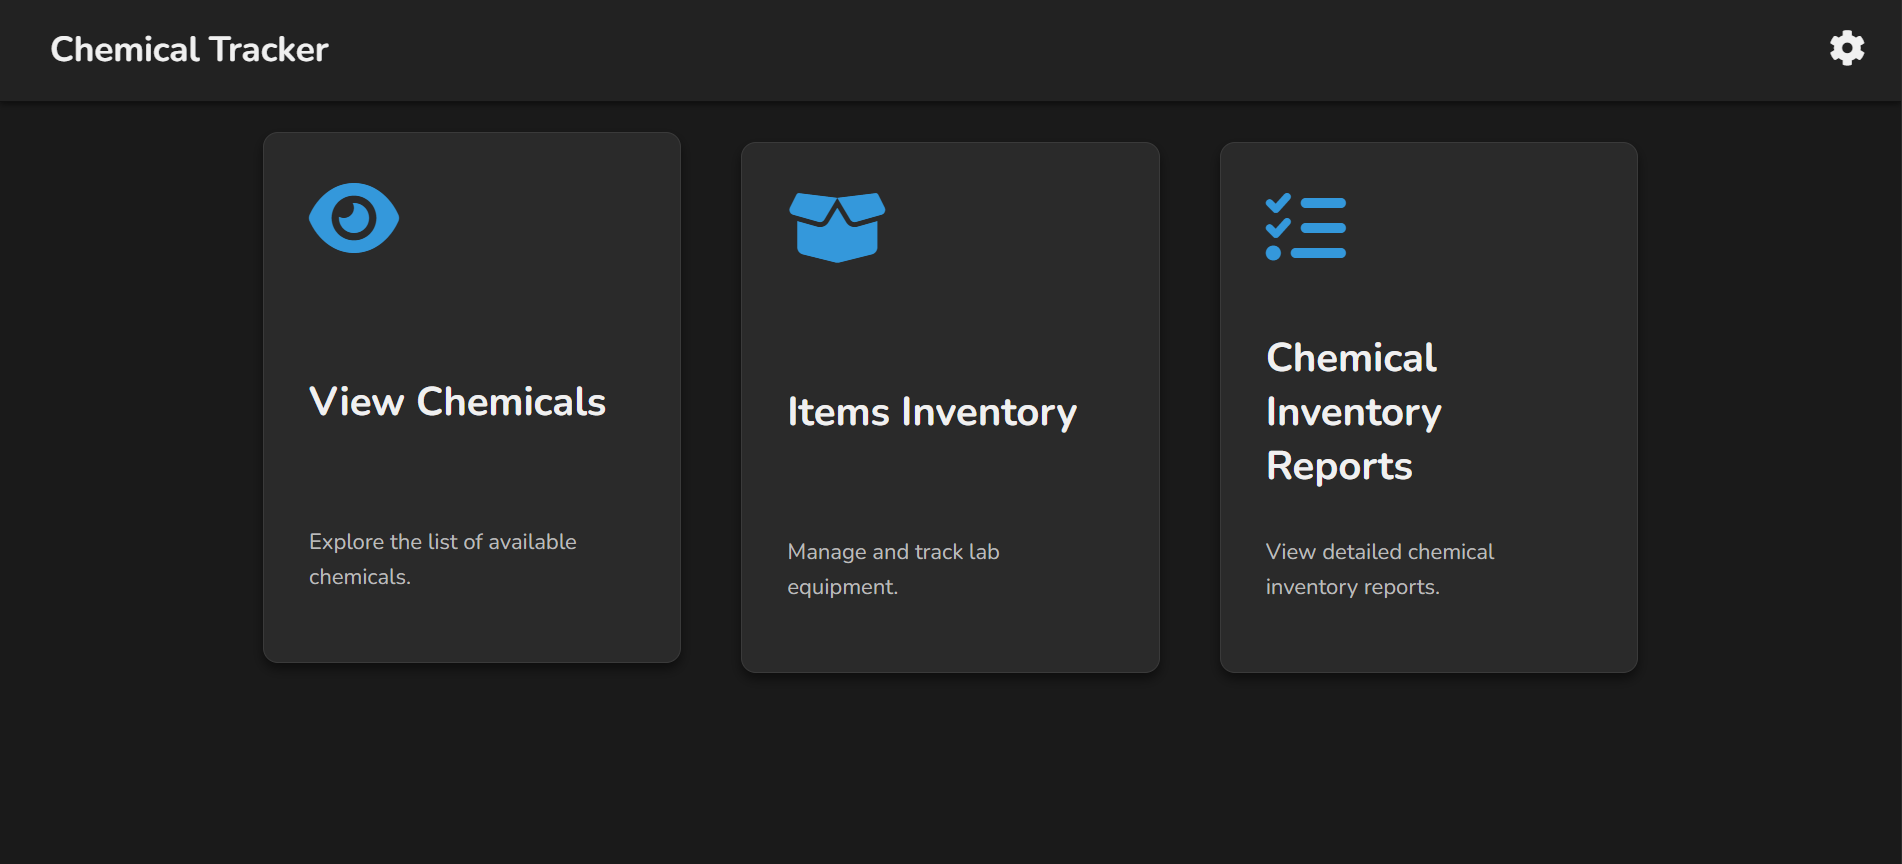 Chemical Tracker
View Chemicals
Explore the list of available
chemicals.
Items Inventory
Manage and track lab
equipment.
Chemical
Inventory
Reports
View detailed chemical
inventory reports.